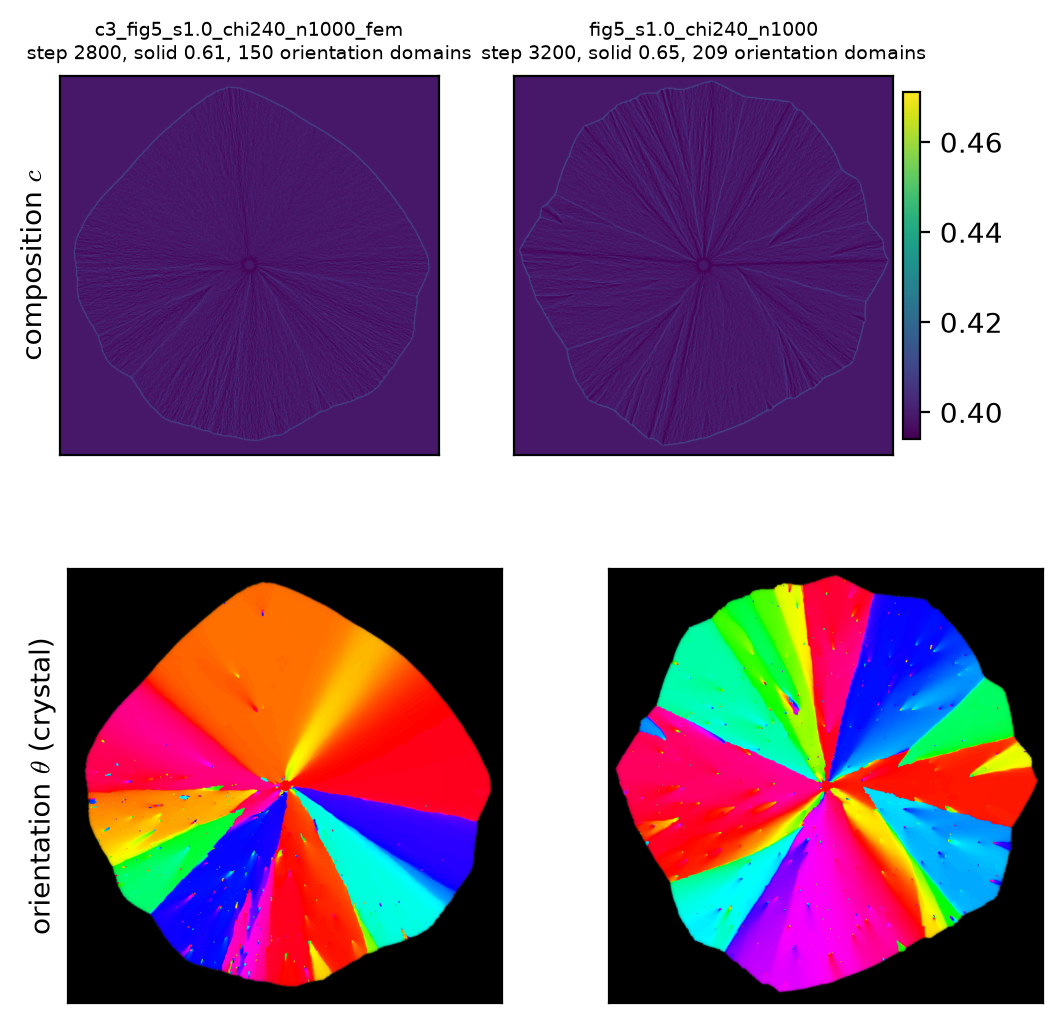 c3_fig5_s1.0_chi240_n1000_fem
step 2800, solid 0.61, 150 orientation domains
fig5_s1.0_chi240_n1000
step 3200, solid 0.65, 209 orientation domains
composition c
0.46
0.44
0.42
0.40
orientation θ (crystal)